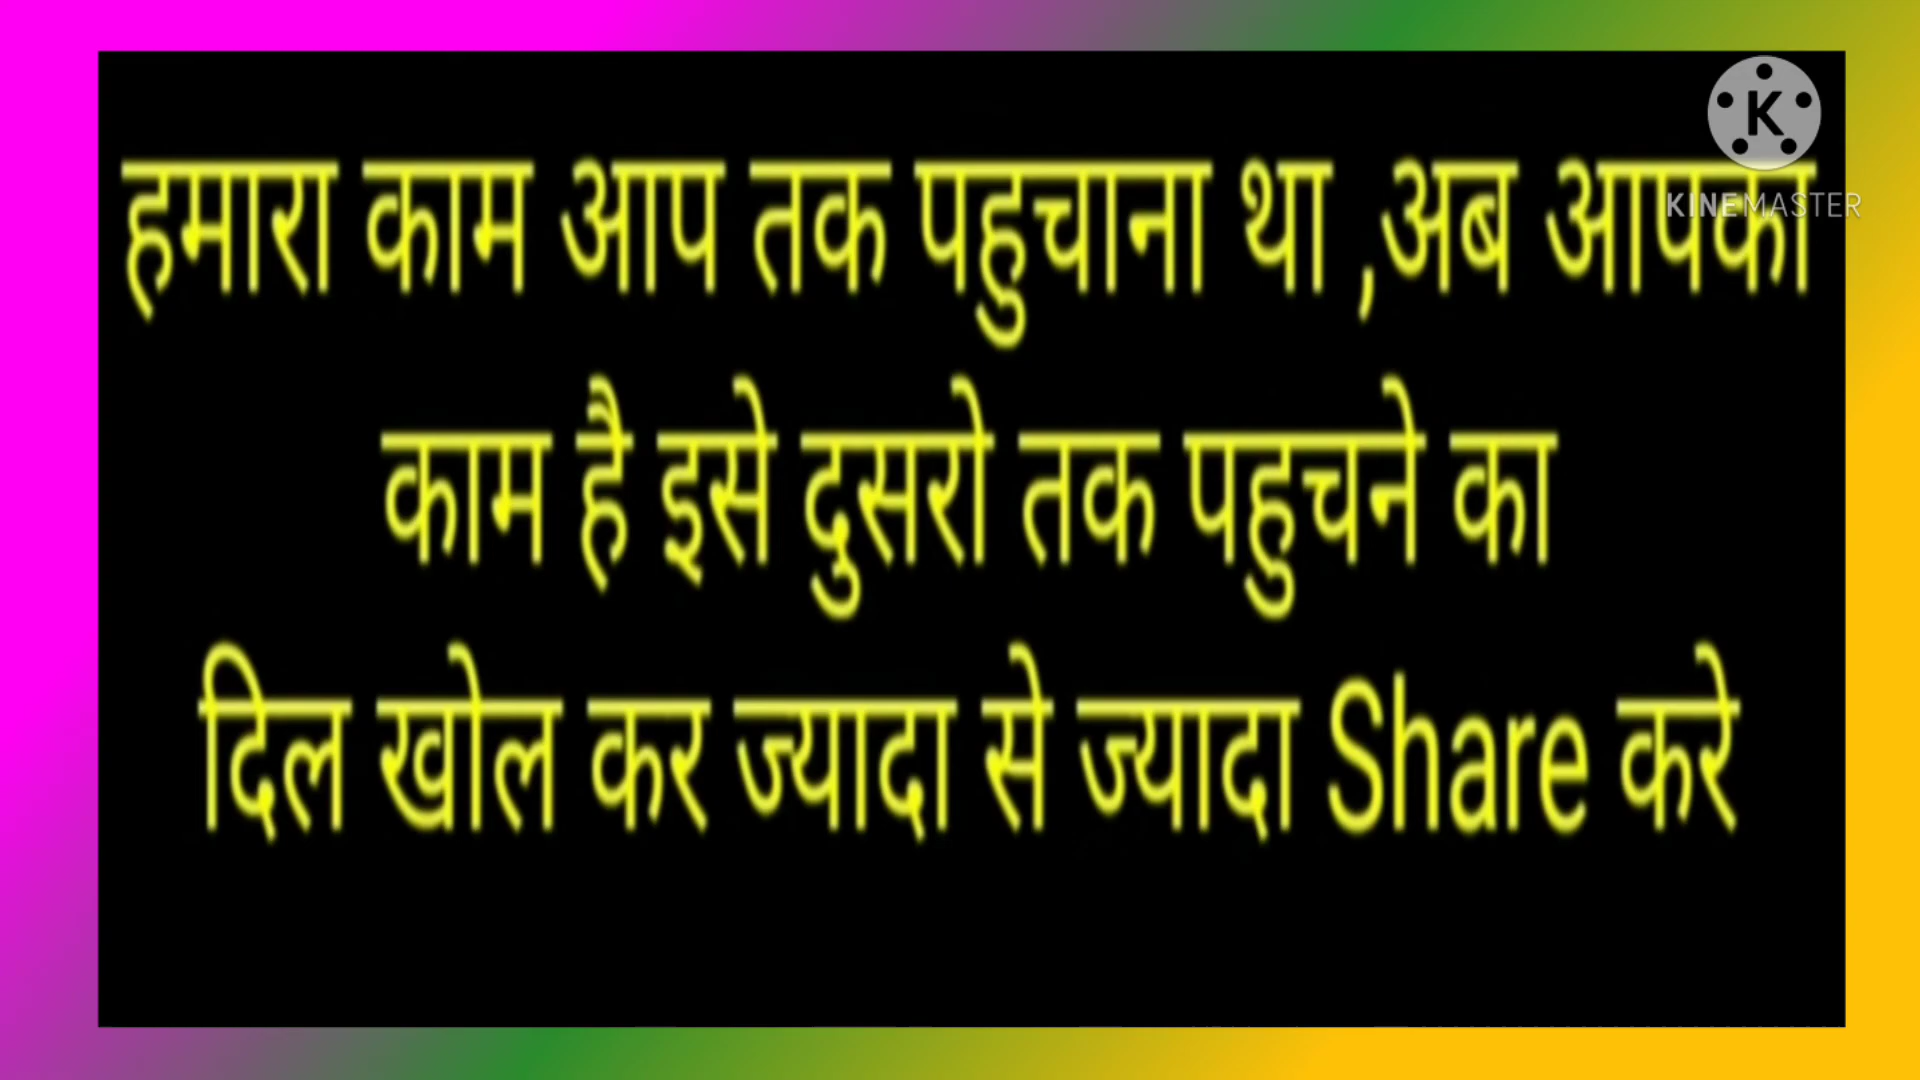 K
KINEMASTER
हमारा काम आप तक पहुचाना था ,अब आपका
काम है इसे दुसरो तक पहुचने का
दिल खोल कर ज्यादा से ज्यादा Share करे